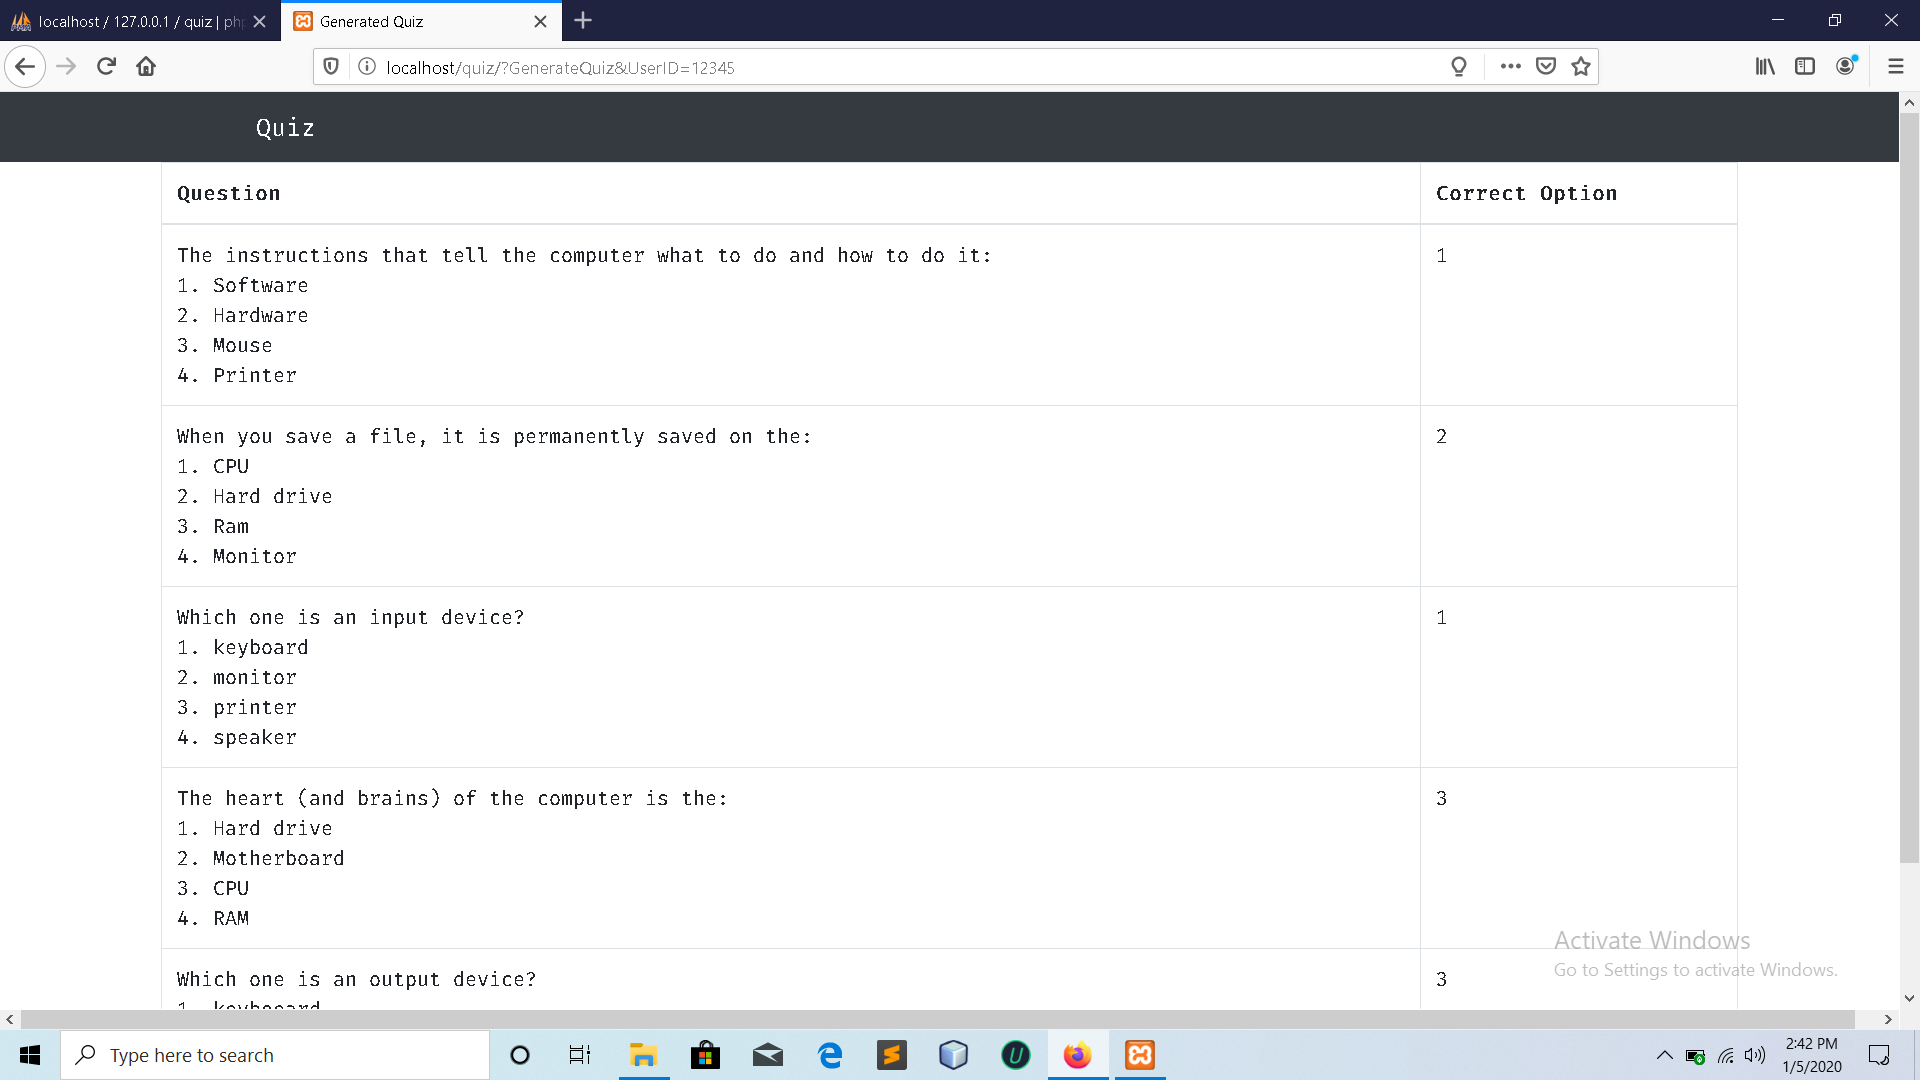 localhost / 127.0.0.1 / quiz | php
Generated Quiz
localhost/quiz/?GenerateQuiz&UserID=12345
Quiz
Question
Correct Option
The instructions that tell the computer what to do and how to do it:
1
1. Software
2. Hardware
3. Mouse
4. Printer
When you save a file, it is permanently saved on the:
2
1. CPU
2. Hard drive
3. Ram
4. Monitor
Which one is an input device?
1
1. keyboard
2. monitor
3. printer
4. speaker
The heart (and brains) of the computer is the:
3
1. Hard drive
2. Motherboard
3. CPU
4. RAM
Which one is an output device?
3
1. keyboard
Activate Windows
Go to Settings to activate Windows.
Type here to search
2:42 PM
1/5/2020